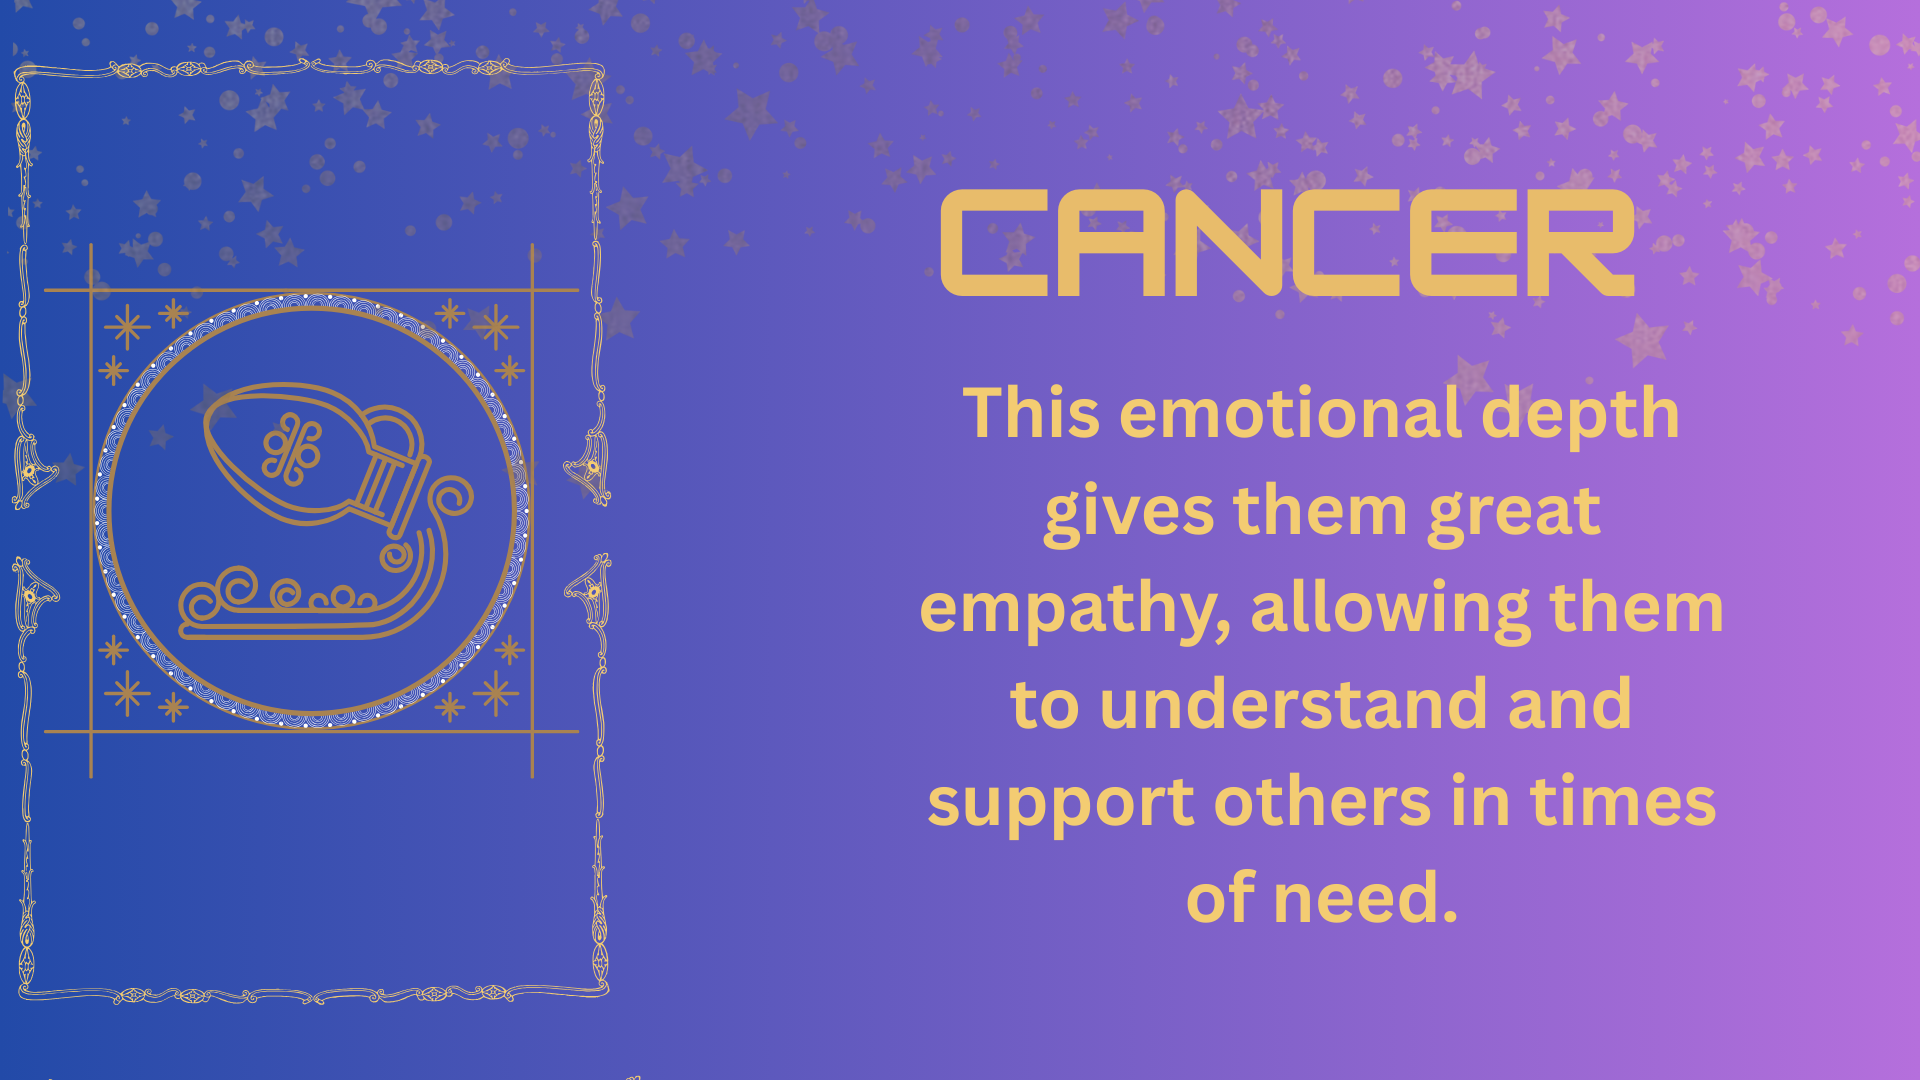 CANCER
This emotional depth
gives them great
empathy, allowing them
to understand and
support others in times
of need.